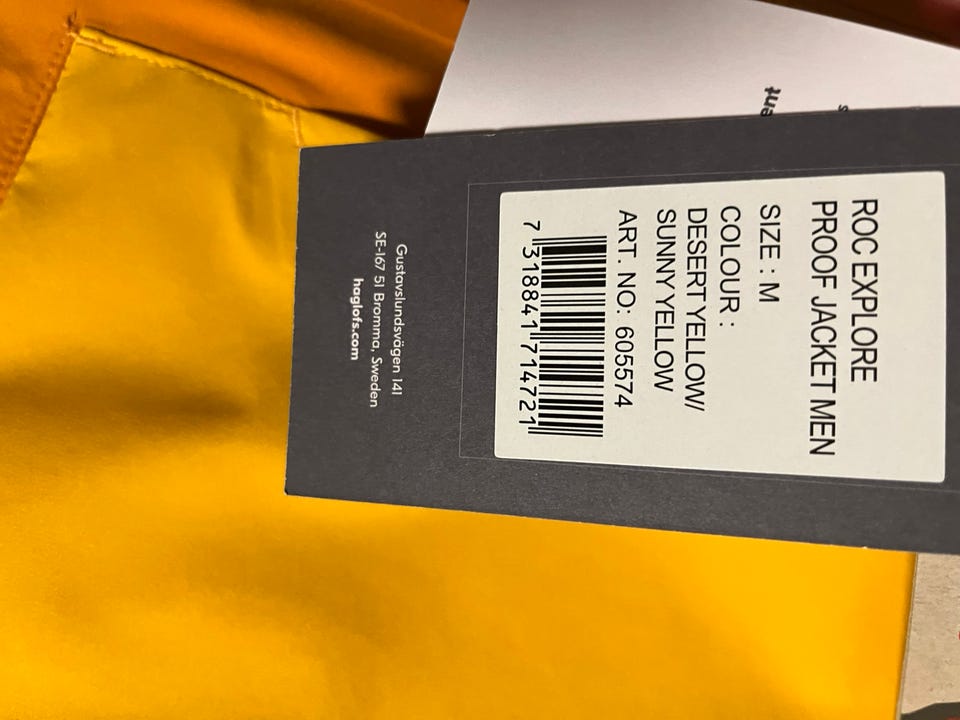 ROC EXPLORE
PROOF JACKET MEN
SIZE : M
COLOUR :
DESERT YELLOW/
SUNNY YELLOW
ART. NO: 605574
7 318841 714721
Gustavslundsvägen 141
SE-167 51 Bromma, Sweden
haglofs.com